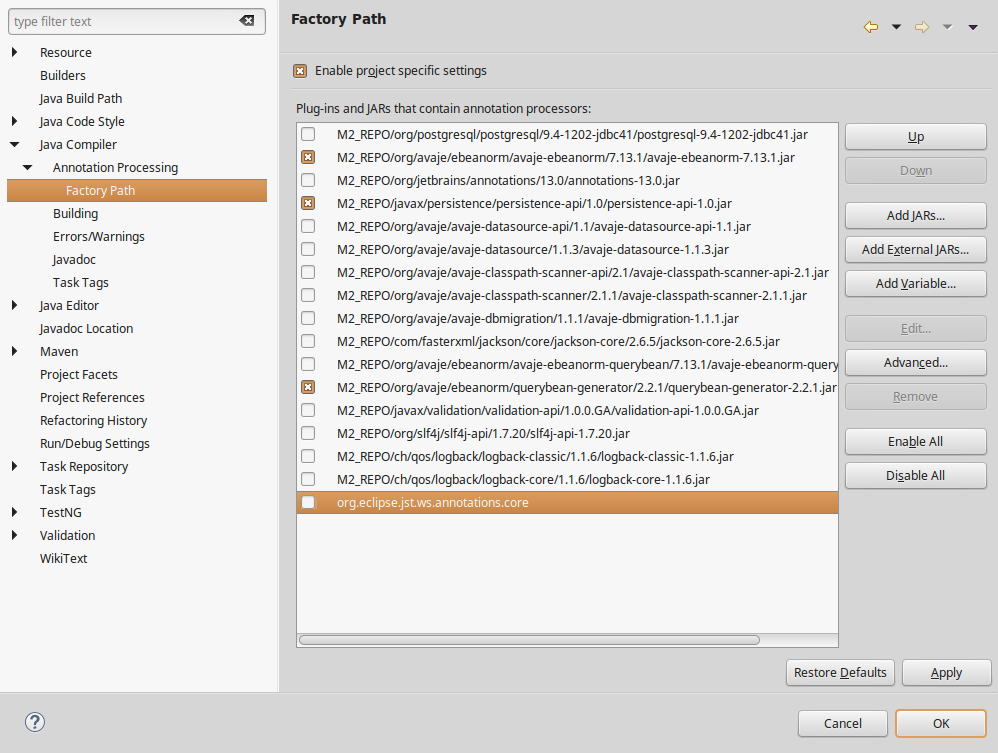 type filter text
Resource
Builders
Java Build Path
Java Code Style
Java Compiler
Annotation Processing
Factory Path
Building
Errors/Warnings
Javadoc
Task Tags
Java Editor
Javadoc Location
Maven
Project Facets
Project References
Refactoring History
Run/Debug Settings
Task Repository
Task Tags
TestNG
Validation
WikiText
Factory Path
Enable project specific settings
Plug-ins and JARs that contain annotation processors:
M2_REPO/org/postgresql/postgresql/9.4-1202-jdbc41/postgresql-9.4-1202-jdbc41.jar
M2_REPO/org/avaje/ebeanorm/avaje-ebeanorm/7.13.1/avaje-ebeanorm-7.13.1.jar
M2_REPO/org/jetbrains/annotations/13.0/annotations-13.0.jar
M2_REPO/javax/persistence/persistence-api/1.0/persistence-api-1.0.jar
M2_REPO/org/avaje/avaje-datasource-api/1.1/avaje-datasource-api-1.1.jar
M2_REPO/org/avaje/avaje-datasource/1.1.3/avaje-datasource-1.1.3.jar
M2_REPO/org/avaje/avaje-classpath-scanner-api/2.1/avaje-classpath-scanner-api-2.1.jar
M2_REPO/org/avaje/avaje-classpath-scanner/2.1.1/avaje-classpath-scanner-2.1.1.jar
M2_REPO/org/avaje/avaje-dbmigration/1.1.1/avaje-dbmigration-1.1.1.jar
M2_REPO/com/fasterxml/jackson/core/jackson-core/2.6.5/jackson-core-2.6.5.jar
M2_REPO/org/avaje/ebeanorm/avaje-ebeanorm-querybean/7.13.1/avaje-ebeanorm-query
M2_REPO/org/avaje/ebeanorm/querybean-generator/2.2.1/querybean-generator-2.2.1.jar
M2_REPO/javax/validation/validation-api/1.0.0.GA/validation-api-1.0.0.GA.jar
M2_REPO/org/slf4j/slf4j-api/1.7.20/slf4j-api-1.7.20.jar
M2_REPO/ch/qos/logback/logback-classic/1.1.6/logback-classic-1.1.6.jar
M2_REPO/ch/qos/logback/logback-core/1.1.6/logback-core-1.1.6.jar
org.eclipse.jst.ws.annotations.core
Up
Down
Add JARs...
Add External JARs...
Add Variable...
Edit...
Advanced...
Remove
Enable All
Disable All
Restore Defaults
Apply
?
Cancel
OK